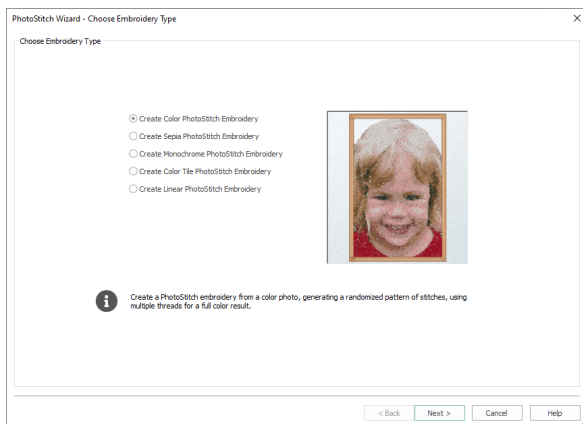 PhotoStitch Wizard - Choose Embroidery Type
Choose Embroidery Type
Create Color PhotoStitch Embroidery
Create Sepia PhotoStitch Embroidery
Create Monochrome PhotoStitch Embroidery
Create Color Tile PhotoStitch Embroidery
Create Linear PhotoStitch Embroidery
Create a PhotoStitch embroidery from a color photo, generating a randomized pattern of stitches, using
multiple threads for a full color result.
< Back Next > Cancel Help